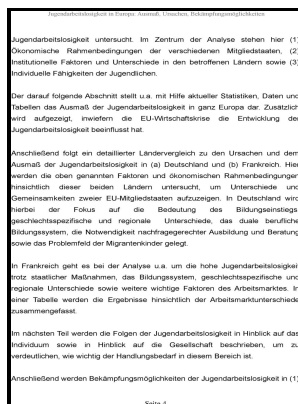 Jugendarbeitslosigkeit in Europa: Ausmaß, Ursachen, Bekämpfungsmöglichkeiten
Jugendarbeitslosigkeit untersucht. Im Zentrum der Analyse stehen hier (1)
Ökonomische Rahmenbedingungen der verschiedenen Mitgliedstaaten, (2)
Institutionelle Faktoren und Unterschiede in den betroffenen Ländern sowie (3)
Individuelle Fähigkeiten der Jugendlichen.
Der darauf folgende Abschnitt stellt u.a. mit Hilfe aktueller Statistiken, Daten und
Tabellen das Ausmaß der Jugendarbeitslosigkeit in ganz Europa dar. Zusätzlich
wird aufgezeigt, inwiefern die EU-Wirtschaftskrise die Entwicklung der
Jugendarbeitslosigkeit beeinflusst hat.
Anschließend folgt ein detaillierter Ländervergleich zu den Ursachen und dem
Ausmaß der Jugendarbeitslosigkeit in (a) Deutschland und (b) Frankreich. Hier
werden die oben genannten Faktoren und ökonomischen Rahmenbedingungen
hinsichtlich dieser beiden Ländern untersucht, um Unterschiede und
Gemeinsamkeiten zweier EU-Mitgliedstaaten aufzuzeigen. In Deutschland wird
hierbei der Fokus auf die Bedeutung des Bildungseinstiegs,
geschlechtsspezifische und regionale Unterschiede, das duale berufliche
Bildungssystem, die Notwendigkeit nachfragegerechter Ausbildung und Beratung
sowie das Problemfeld der Migrantenkinder gelegt.
In Frankreich geht es bei der Analyse u.a. um die hohe Jugendarbeitslosigkeit
trotz staatlicher Maßnahmen, das Bildungssystem, geschlechtsspezifische und
regionale Unterschiede sowie weitere wichtige Faktoren des Arbeitsmarktes. In
einer Tabelle werden die Ergebnisse hinsichtlich der Arbeitsmarktunterschiede
zusammengefasst.
Im nächsten Teil werden die Folgen der Jugendarbeitslosigkeit in Hinblick auf das
Individuum sowie in Hinblick auf die Gesellschaft beschrieben, um zu
verdeutlichen, wie wichtig der Handlungsbedarf in diesem Bereich ist.
Anschließend werden Bekämpfungsmöglichkeiten der Jugendarbeitslosigkeit in (1)
Seite 4